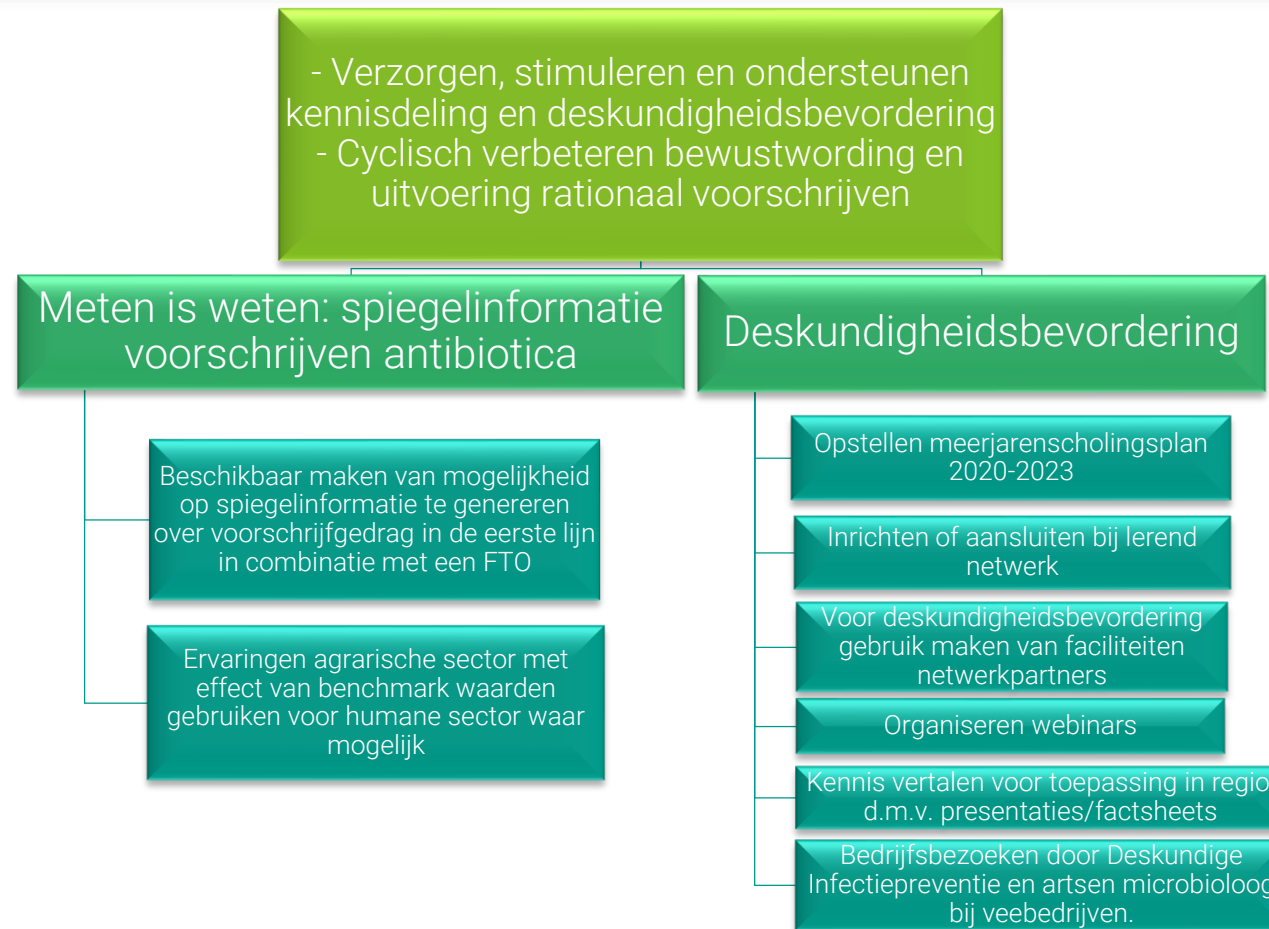 - Verzorgen, stimuleren en ondersteunen
kennisdeling en deskundigheidsbevordering
- Cyclisch verbeteren bewustwording en
uitvoering rationaal voorschrijven
Meten is weten: spiegelinformatie
voorschrijven antibiotica
Beschikbaar maken van mogelijkheid
op spiegelinformatie te genereren
over voorschrijfgedrag in de eerste lijn
in combinatie met een FTO
Ervaringen agrarische sector met
effect van benchmark waarden
gebruiken voor humane sector waar
mogelijk
Deskundigheidsbevordering
Opstellen meerjarenscholingsplan
2020-2023
Inrichten of aansluiten bij lerend
netwerk
Voor deskundigheidsbevordering
gebruik maken van faciliteiten
netwerkpartners
Organiseren webinars
Kennis vertalen voor toepassing in regio
d.m.v. presentaties/factsheets
Bedrijfsbezoeken door Deskundige
Infectiepreventie en artsen microbioloog
bij veebedrijven.